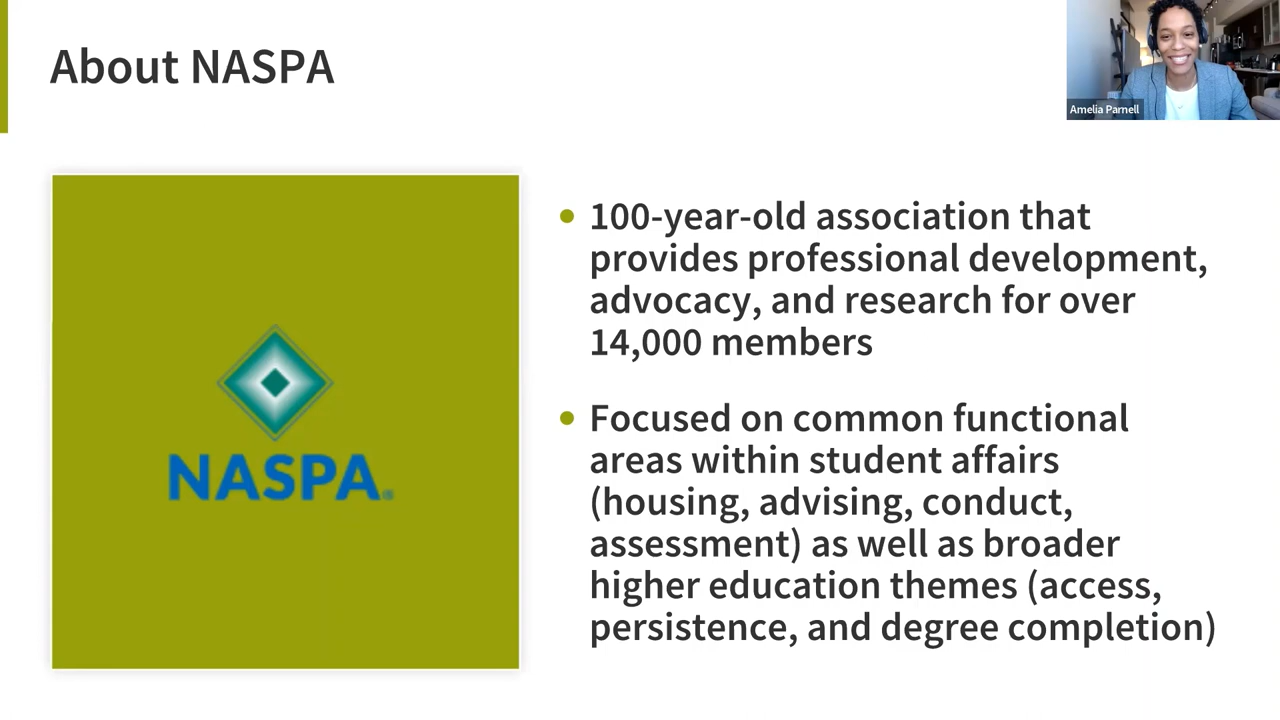 About NASPA
Amelia Parnell
NASPA®
• 100-year-old association that
provides professional development,
advocacy, and research for over
14,000 members
• Focused on common functional
areas within student affairs
(housing, advising, conduct,
assessment) as well as broader
higher education themes (access,
persistence, and degree completion)